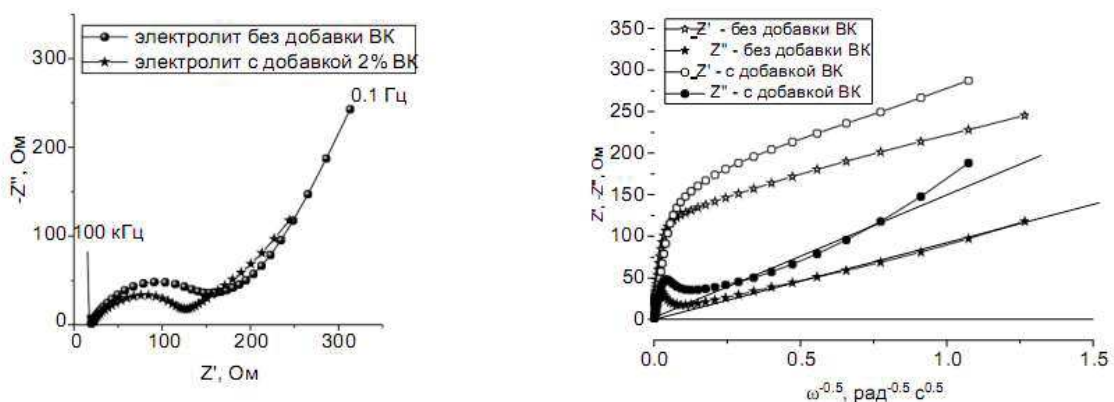 300
200
100
0
-Z'', Ом
электролит без добавки ВК
электролит с добавкой 2% ВК
0.1 Гц
100 кГц
0 100 200 300
Z', Ом
350
300
250
200
150
100
50
0
Z', -Z'', Ом
Z' - без добавки ВК
Z'' - без добавки ВК
Z' - с добавкой ВК
Z'' - с добавкой ВК
0.0 0.5 1.0 1.5
ω-0.5, рад-0.5 с0.5